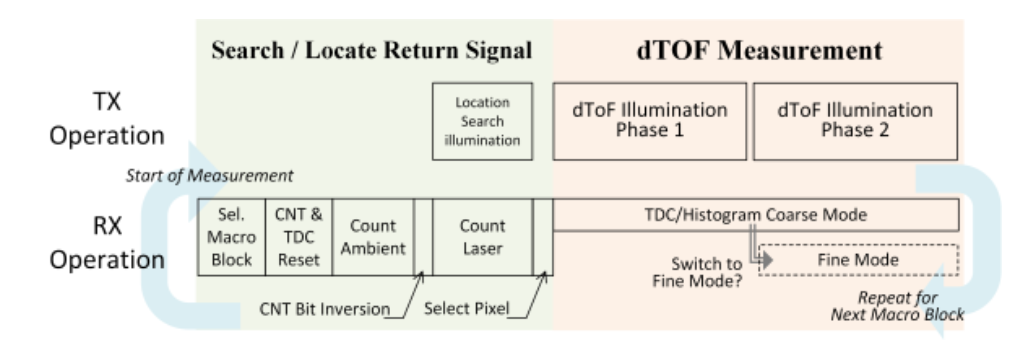 Search / Locate Return Signal
dTOF Measurement
TX
Operation
Location
Search
illumination
dToF Illumination
Phase 1
dToF Illumination
Phase 2
Start of Measurement
RX
Operation
Sel.
Macro
Block
CNT &
TDC
Reset
Count
Ambient
Count
Laser
TDC/Histogram Coarse Mode
Switch to
Fine Mode?
Fine Mode
CNT Bit Inversion
Select Pixel
Repeat for
Next Macro Block